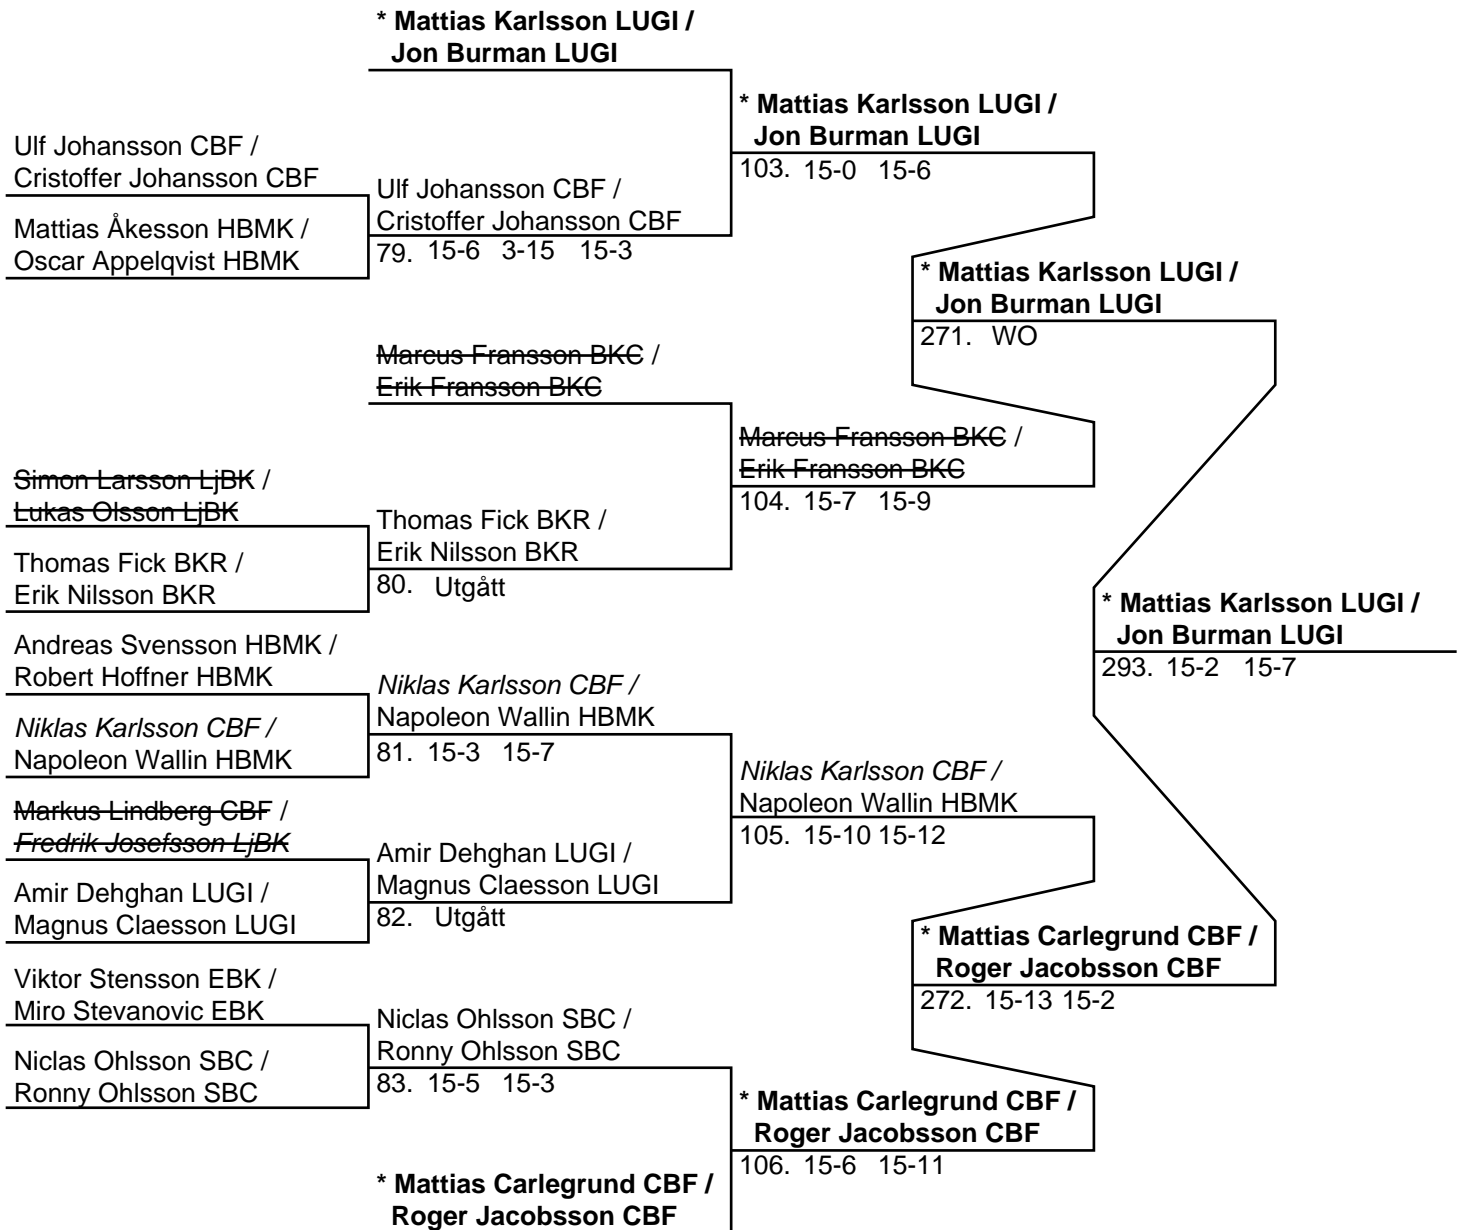 * Mattias Karlsson LUGI /
Jon Burman LUGI
* Mattias Karlsson LUGI /
Jon Burman LUGI
103. 15-0 15-6
Ulf Johansson CBF /
Cristoffer Johansson CBF
Ulf Johansson CBF /
Cristoffer Johansson CBF
79. 15-6 3-15 15-3
Mattias Åkesson HBMK /
Oscar Appelqvist HBMK
* Mattias Karlsson LUGI /
Jon Burman LUGI
271. WO
Marcus Fransson BKC /
Erik Fransson BKC
Marcus Fransson BKC /
Erik Fransson BKC
104. 15-7 15-9
Simon Larsson LjBK /
Lukas Olsson LjBK
Thomas Fick BKR /
Erik Nilsson BKR
80. Utgått
Thomas Fick BKR /
Erik Nilsson BKR
* Mattias Karlsson LUGI /
Jon Burman LUGI
293. 15-2 15-7
Andreas Svensson HBMK /
Robert Hoffner HBMK
Niklas Karlsson CBF /
Napoleon Wallin HBMK
81. 15-3 15-7
Niklas Karlsson CBF /
Napoleon Wallin HBMK
Niklas Karlsson CBF /
Napoleon Wallin HBMK
105. 15-10 15-12
Markus Lindberg CBF /
Fredrik Josefsson LjBK
Amir Dehghan LUGI /
Magnus Claesson LUGI
82. Utgått
Amir Dehghan LUGI /
Magnus Claesson LUGI
* Mattias Carlegrund CBF /
Roger Jacobsson CBF
272. 15-13 15-2
Viktor Stensson EBK /
Miro Stevanovic EBK
Niclas Ohlsson SBC /
Ronny Ohlsson SBC
83. 15-5 15-3
Niclas Ohlsson SBC /
Ronny Ohlsson SBC
* Mattias Carlegrund CBF /
Roger Jacobsson CBF
106. 15-6 15-11
* Mattias Carlegrund CBF /
Roger Jacobsson CBF